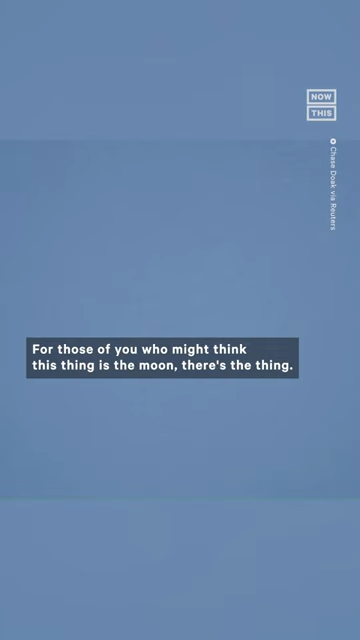 NOW
THIS
Chase Doak via Reuters
For those of you who might think
this thing is the moon, there's the thing.